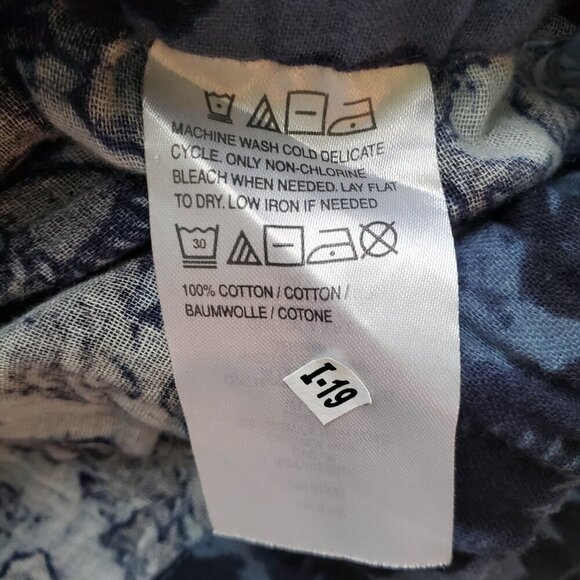 MACHINE WASH COLD DELICATE
CYCLE. ONLY NON-CHLORINE
BLEACH WHEN NEEDED. LAY FLAT
TO DRY. LOW IRON IF NEEDED
30
100% COTTON / COTTON /
BAUMWOLLE / COTONE
I-19